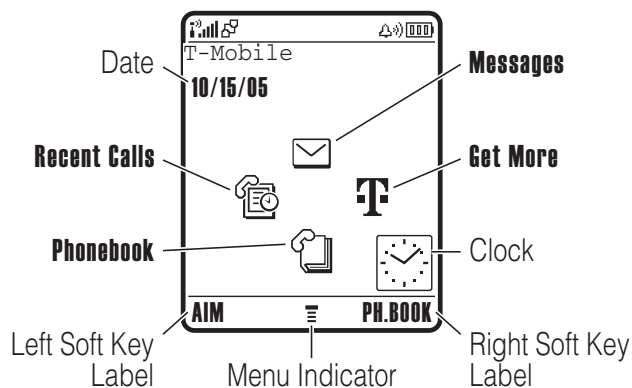 T-Mobile
Date
Messages
10/15/05
Recent Calls
Get More
T
Phonebook
Clock
AIM
PH.BOOK
Left Soft Key
Label
Menu Indicator
Right Soft Key
Label